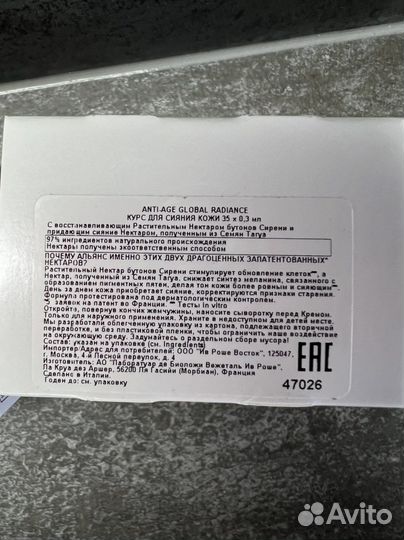 ANTI-AGE GLOBAL RADIANCE
КУРС ДЛЯ СИЯНИЯ КОЖИ 35 х 0,3 мл
С восстанавливающим Растительным Нектаром бутонов Сирени и
придающим сияние Нектаром, полученным из Семян Тагуа
97% ингредиентов натурального происхождения
Нектары получены экоответственным способом
ПОЧЕМУ АЛЬЯНС ИМЕННО ЭТИХ ДВУХ ДРАГОЦЕННЫХ ЗАПАТЕНТОВАННЫХ*
НЕКТАРОВ?
Растительный Нектар бутонов Сирени стимулирует обновление клеток**, а
Нектар, полученный из Семян Тагуа, снижает синтез меланина, связанного с
образованием пигментных пятен, делая тон кожи более ровным и сияющим**.
День за днем кожа приобретает сияние, корректируются признаки старения.
Формула протестирована под дерматологическим контролем.
*5 заявок на патент во Франции. ** Тесты in vitro
Откройте, повернув кончик жемчужины, наносите сыворотку перед Кремом.
Только для наружного применения. Храните в недоступном для детей месте.
Мы разработали облегченную упаковку из картона, подлежащего вторичной
переработке, и без пластиковой пленки, чтобы ограничить наше воздействие
на окружающую среду. Задумайтесь о раздельном сборе мусора!
Состав: указан на упаковке (см. Ingredients)
Импортер/Адрес для потребителей: ООО "Ив Роше Восток", 125047,
г. Москва, 4-й Лесной переулок, д. 4
Изготовитель: АО "Лаборатуар де Биоложи Вежеталь Ив Роше",
Ла Круа дез Аршер, 56200 Ля Гасийи (Морбиан), Франция
Сделано в Италии.
Годен до: см. упаковку
EAC
47026
Avito